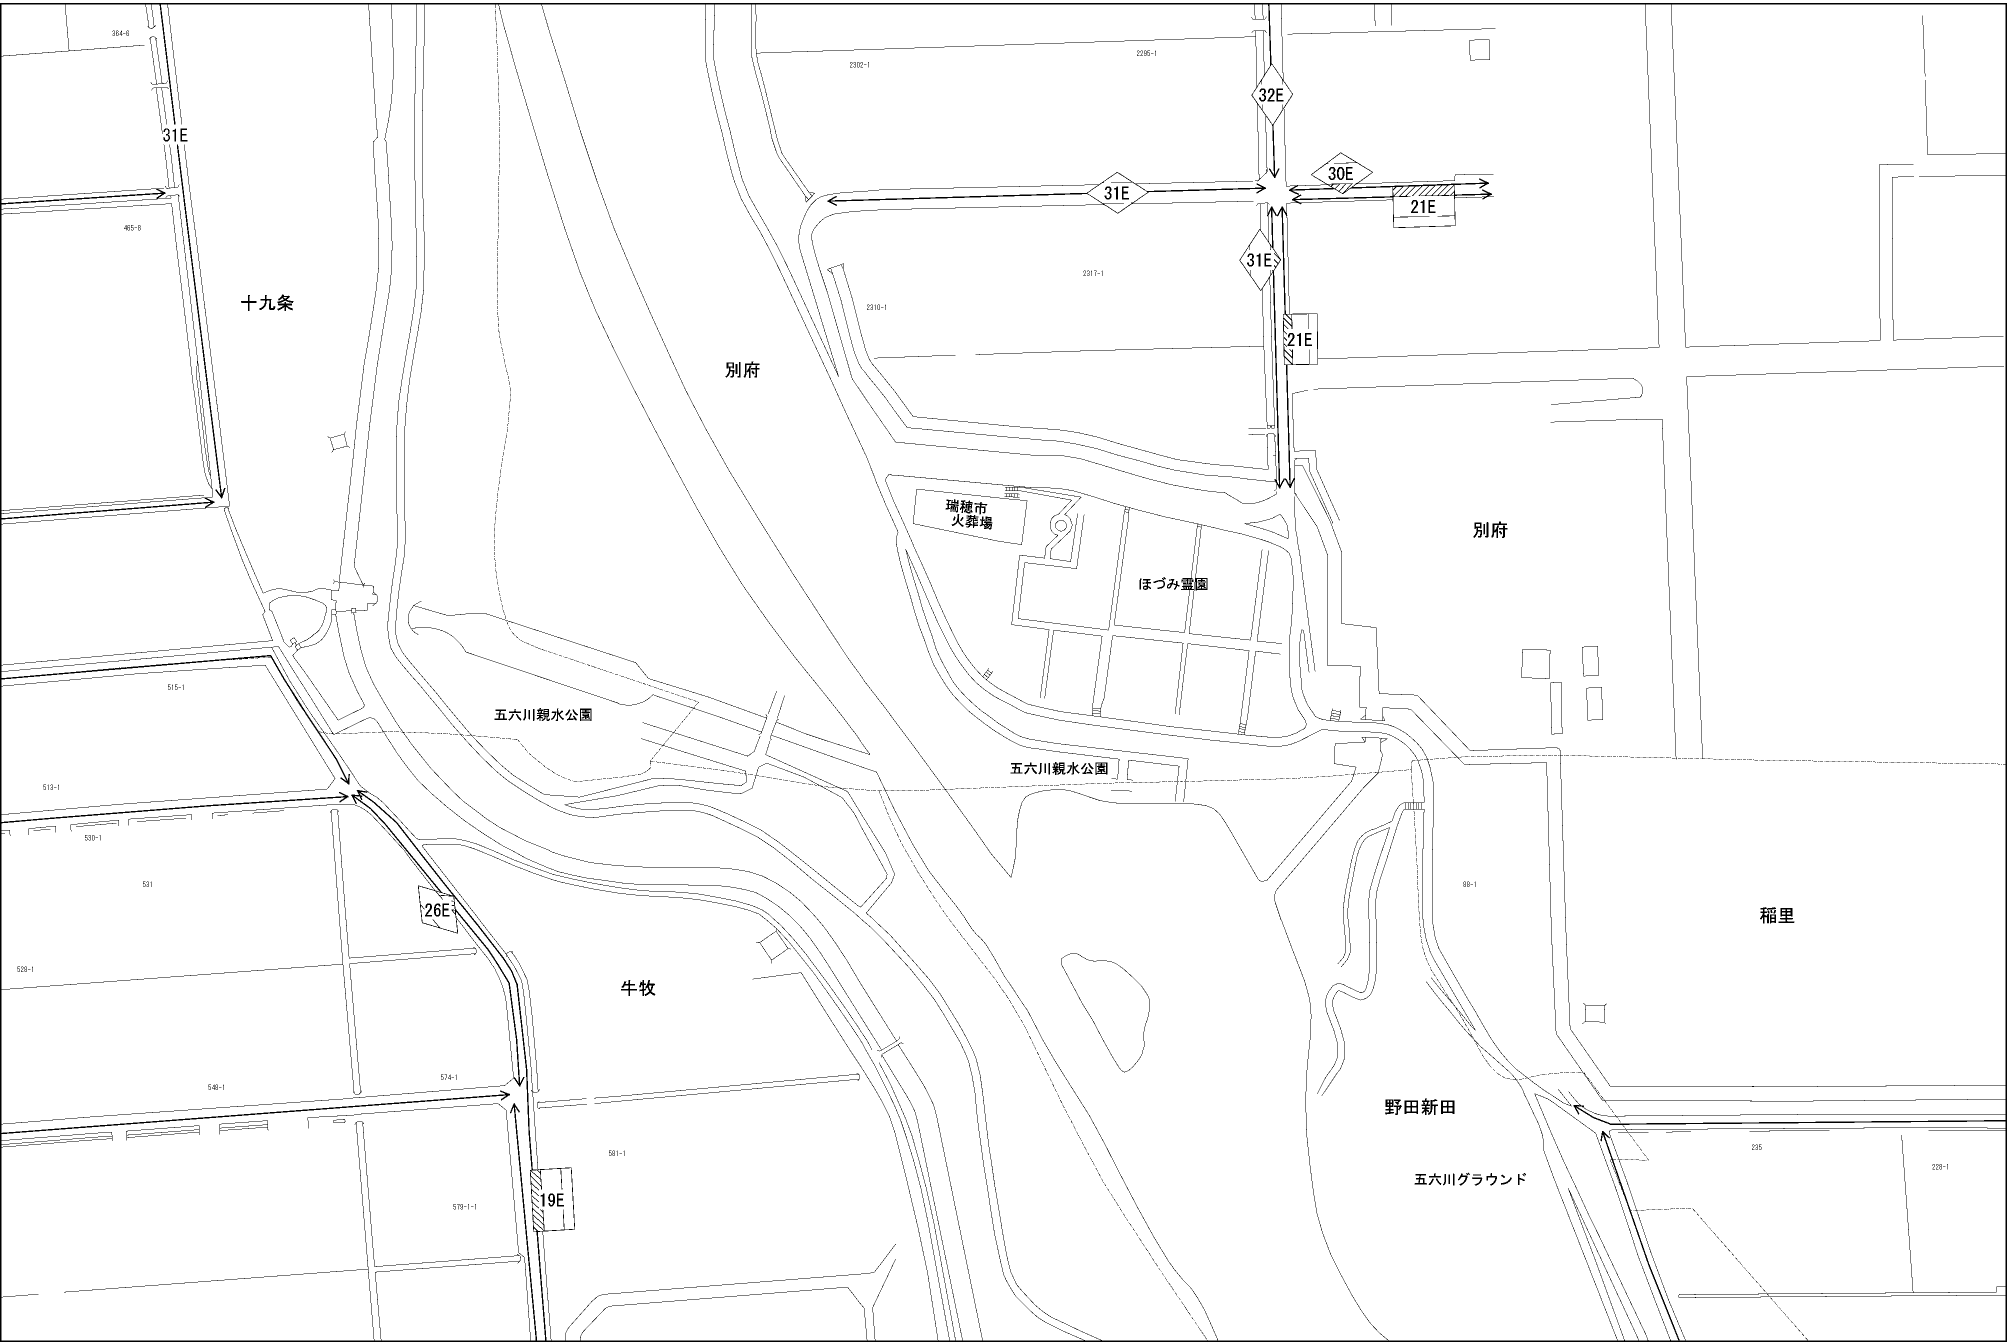 364-6
2302-1
2295-1
32E
31E
30E
31E
21E
465-8
31E
2317-1
十九条
2310-1
21E
別府
瑞穂市
火葬場
別府
ほづみ霊園
515-1
五六川親水公園
五六川親水公園
513-1
530-1
531
88-1
26E
稲里
528-1
牛牧
574-1
548-1
野田新田
235
581-1
228-1
五六川グラウンド
19E
579-1-1